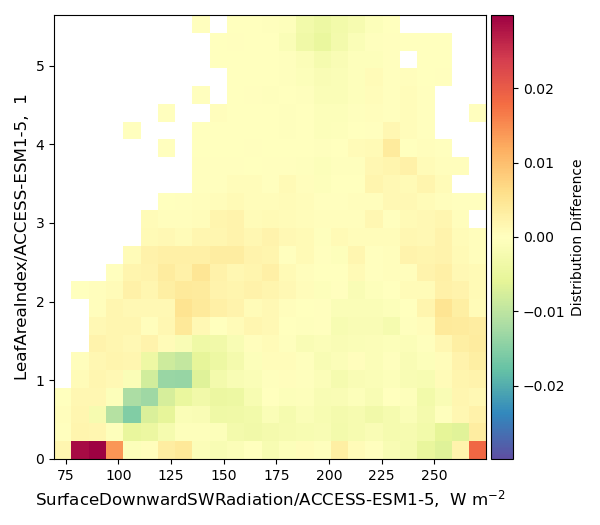 LeafAreaIndex/ACCESS-ESM1-5,  1
5
4
3
2
1
0
75 100 125 150 175 200 225 250
SurfaceDownwardSWRadiation/ACCESS-ESM1-5,  W m⁻²
0.02
0.01
0.00
−0.01
−0.02
Distribution Difference